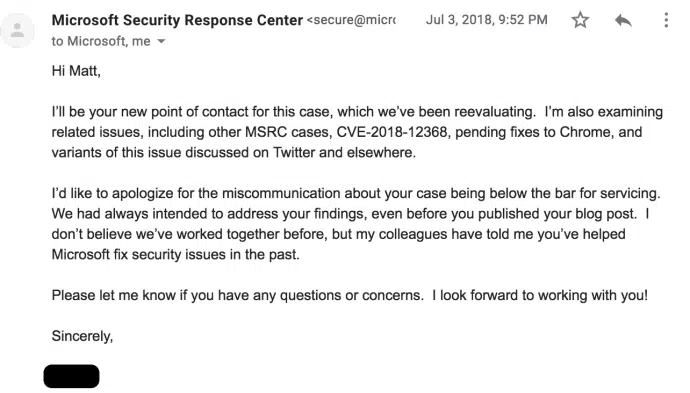 Microsoft Security Response Center <secure@micro Jul 3, 2018, 9:52 PM
to Microsoft, me
Hi Matt,
I'll be your new point of contact for this case, which we've been reevaluating.  I'm also examining
related issues, including other MSRC cases, CVE-2018-12368, pending fixes to Chrome, and
variants of this issue discussed on Twitter and elsewhere.
I'd like to apologize for the miscommunication about your case being below the bar for servicing.
We had always intended to address your findings, even before you published your blog post.  I
don't believe we've worked together before, but my colleagues have told me you've helped
Microsoft fix security issues in the past.
Please let me know if you have any questions or concerns.  I look forward to working with you!
Sincerely,